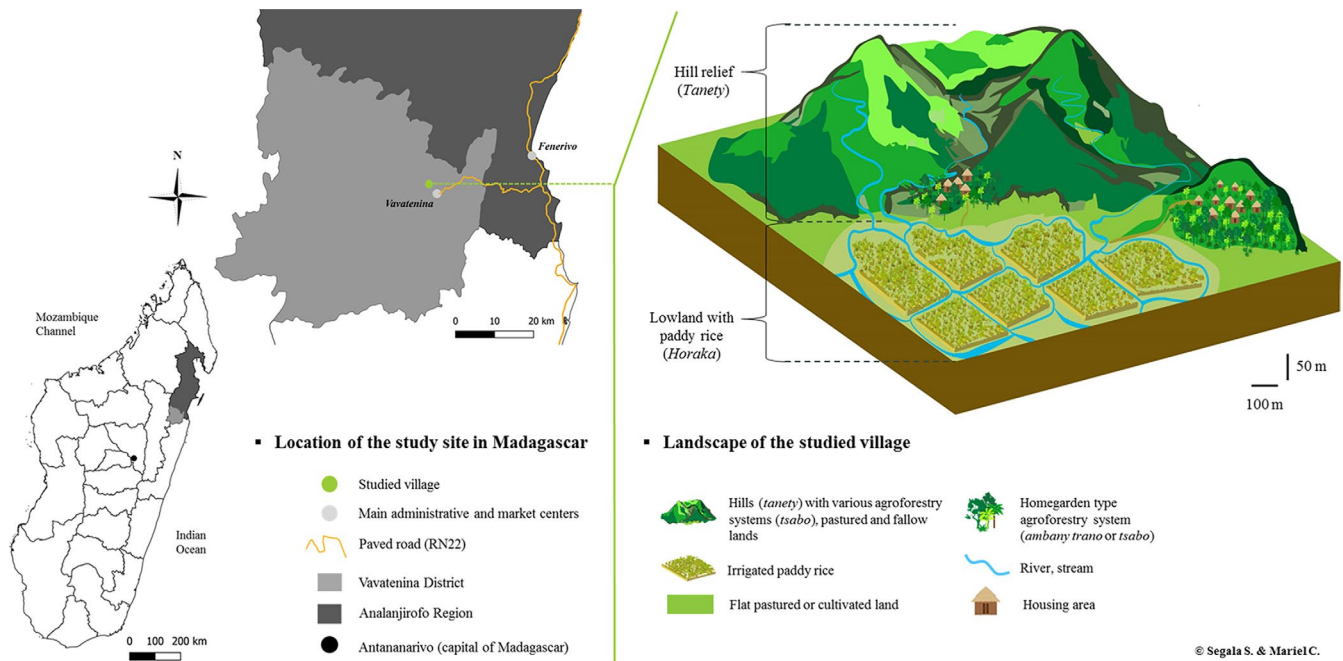 N
Fenerivo
Vavatenina
0 10 20 km
Mozambique
Channel
Indian
Ocean
0 100 200 km
▪ Location of the study site in Madagascar
Studied village
Main administrative and market centers
Paved road (RN22)
Vavatenina District
Analanjirofo Region
Antananarivo (capital of Madagascar)
Hill relief
(Tanety)
Lowland with
paddy rice
(Horaka)
50 m
100 m
▪ Landscape of the studied village
Hills (tanety) with various agroforestry
systems (tsabo), pastured and fallow
lands
Irrigated paddy rice
Flat pastured or cultivated land
Homegarden type
agroforestry system
(ambany trano or tsabo)
River, stream
Housing area
© Segala S. & Mariel C.